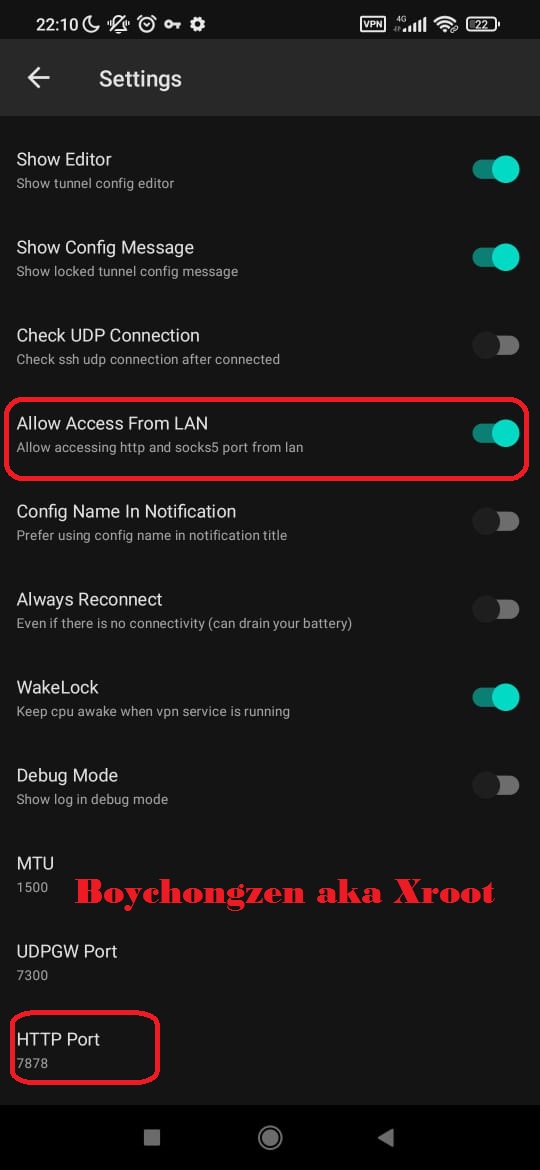 22:10
VPN 4G 22
Settings
Show Editor
Show tunnel config editor
Show Config Message
Show locked tunnel config message
Check UDP Connection
Check ssh udp connection after connected
Allow Access From LAN
Allow accessing http and socks5 port from lan
Config Name In Notification
Prefer using config name in notification title
Always Reconnect
Even if there is no connectivity (can drain your battery)
WakeLock
Keep cpu awake when vpn service is running
Debug Mode
Show log in debug mode
MTU
1500
Boychongzen aka Xroot
UDPGW Port
7300
HTTP Port
7878